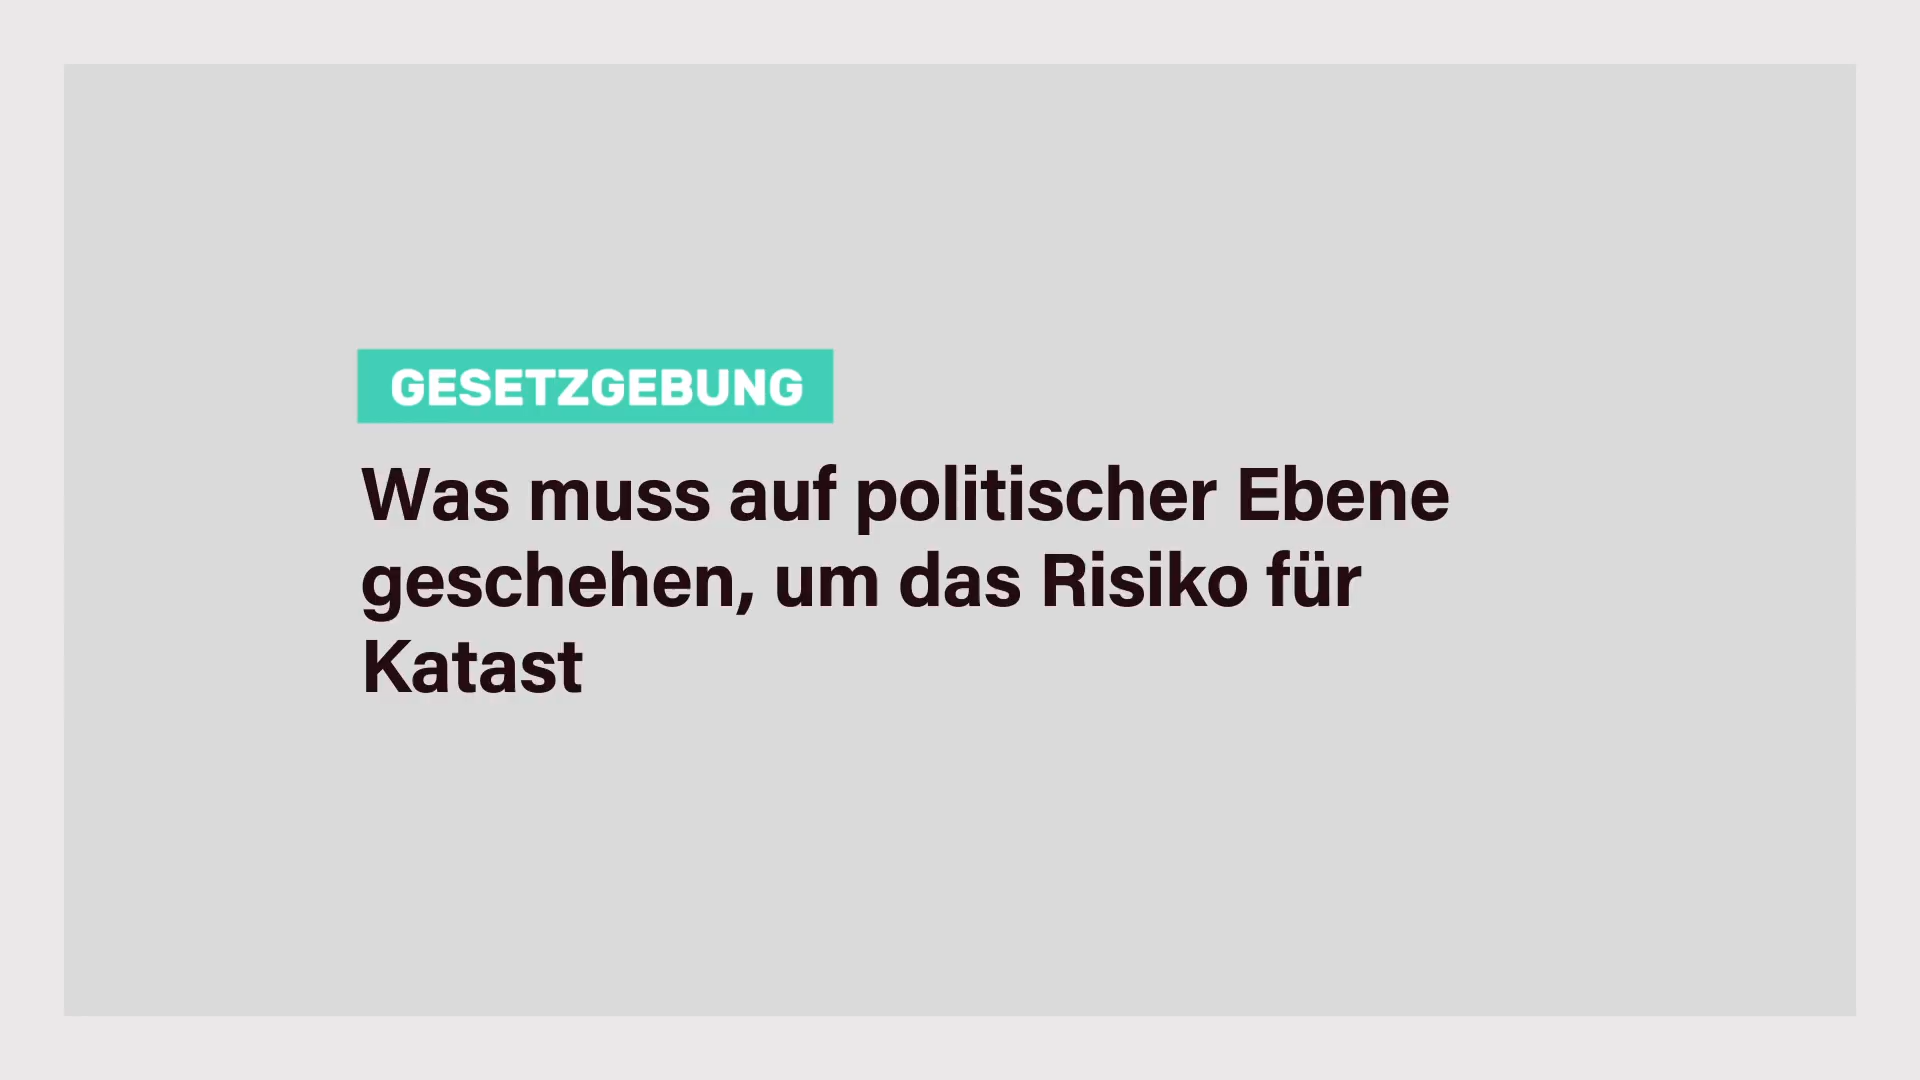 GESETZGEBUNG
Was muss auf politischer Ebene
geschehen, um das Risiko für
Katast